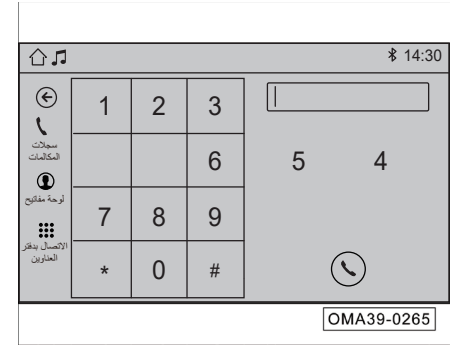 14:30
1 2 3
سجلات
المكالمات
6 5 4
لوحة مفاتيح
7 8 9
الاتصال بدفتر
العناوين
* 0 #
OMA39-0265